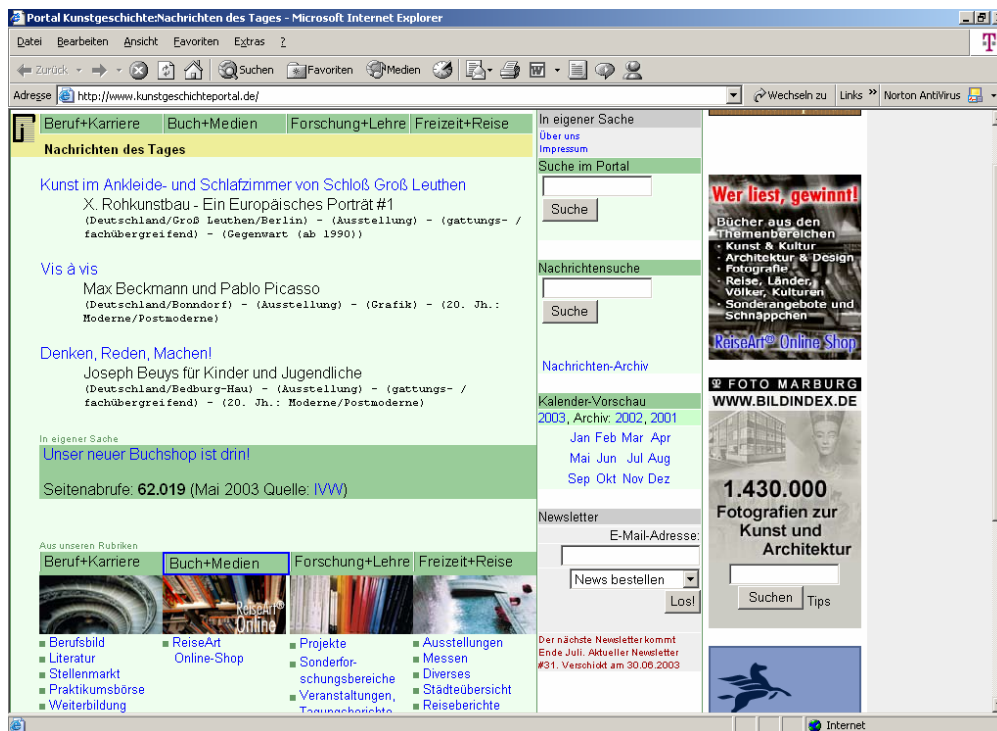 Portal Kunstgeschichte:Nachrichten des Tages - Microsoft Internet Explorer
Datei Bearbeiten Ansicht Favoriten Extras ?
Zurück Suchen Favoriten Medien
Adresse http://www.kunstgeschichteportal.de/ Wechseln zu Links » Norton AntiVirus
Beruf+Karriere Buch+Medien Forschung+Lehre Freizeit+Reise
Nachrichten des Tages
Kunst im Ankleide- und Schlafzimmer von Schloß Groß Leuthen
X. Rohkunstbau - Ein Europäisches Porträt #1
(Deutschland/Groß Leuthen/Berlin) - (Ausstellung) - (gattungs- /
fachübergreifend) - (Gegenwart (ab 1990))
Vis à vis
Max Beckmann und Pablo Picasso
(Deutschland/Bonndorf) - (Ausstellung) - (Grafik) - (20. Jh.:
Moderne/Postmoderne)
Denken, Reden, Machen!
Joseph Beuys für Kinder und Jugendliche
(Deutschland/Bedburg-Hau) - (Ausstellung) - (gattungs- /
fachübergreifend) - (20. Jh.: Moderne/Postmoderne)
In eigener Sache
Unser neuer Buchshop ist drin!
Seitenabrufe: 62.019 (Mai 2003 Quelle: IVW)
Aus unseren Rubriken
Beruf+Karriere Buch+Medien Forschung+Lehre Freizeit+Reise
ReiseArt®
Online
Berufsbild
Literatur
Stellenmarkt
Praktikumsbörse
Weiterbildung
ReiseArt
Online-Shop
Projekte
Sonderfor-
schungsbereiche
Veranstaltungen,
Tagungsberichte
Ausstellungen
Messen
Diverses
Städteübersicht
Reiseberichte
In eigener Sache
Über uns
Impressum
Suche im Portal
Suche
Nachrichtensuche
Suche
Nachrichten-Archiv
Kalender-Vorschau
2003, Archiv: 2002, 2001
Jan Feb Mar Apr
Mai Jun Jul Aug
Sep Okt Nov Dez
Newsletter
E-Mail-Adresse:
News bestellen
Los!
Der nächste Newsletter kommt
Ende Juli. Aktueller Newsletter
#31. Verschickt am 30.06.2003
Wer liest, gewinnt!
Bücher aus den
Themenbereichen
· Kunst & Kultur
· Architektur & Design
· Fotografie
· Reise, Länder,
Völker, Kulturen
· Sonderangebote und
Schnäppchen
ReiseArt® Online Shop
FOTO MARBURG
WWW.BILDINDEX.DE
1.430.000
Fotografien zur
Kunst und
Architektur
Suchen Tips
Internet